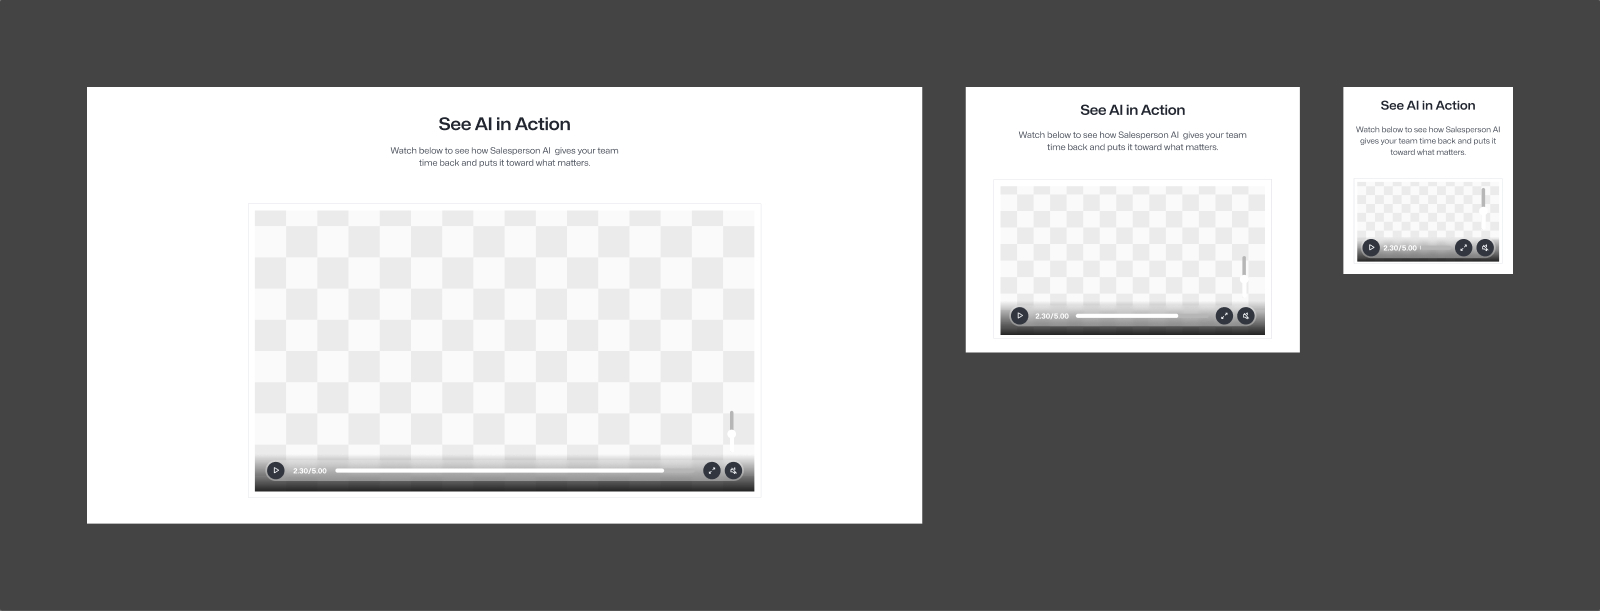 See AI in Action
Watch below to see how Salesperson AI  gives your team
time back and puts it toward what matters.
2.30/5.00
See AI in Action
Watch below to see how Salesperson AI  gives your team
time back and puts it toward what matters.
2.30/5.00
See AI in Action
Watch below to see how Salesperson AI
gives your team time back and puts it
toward what matters.
2.30/5.00